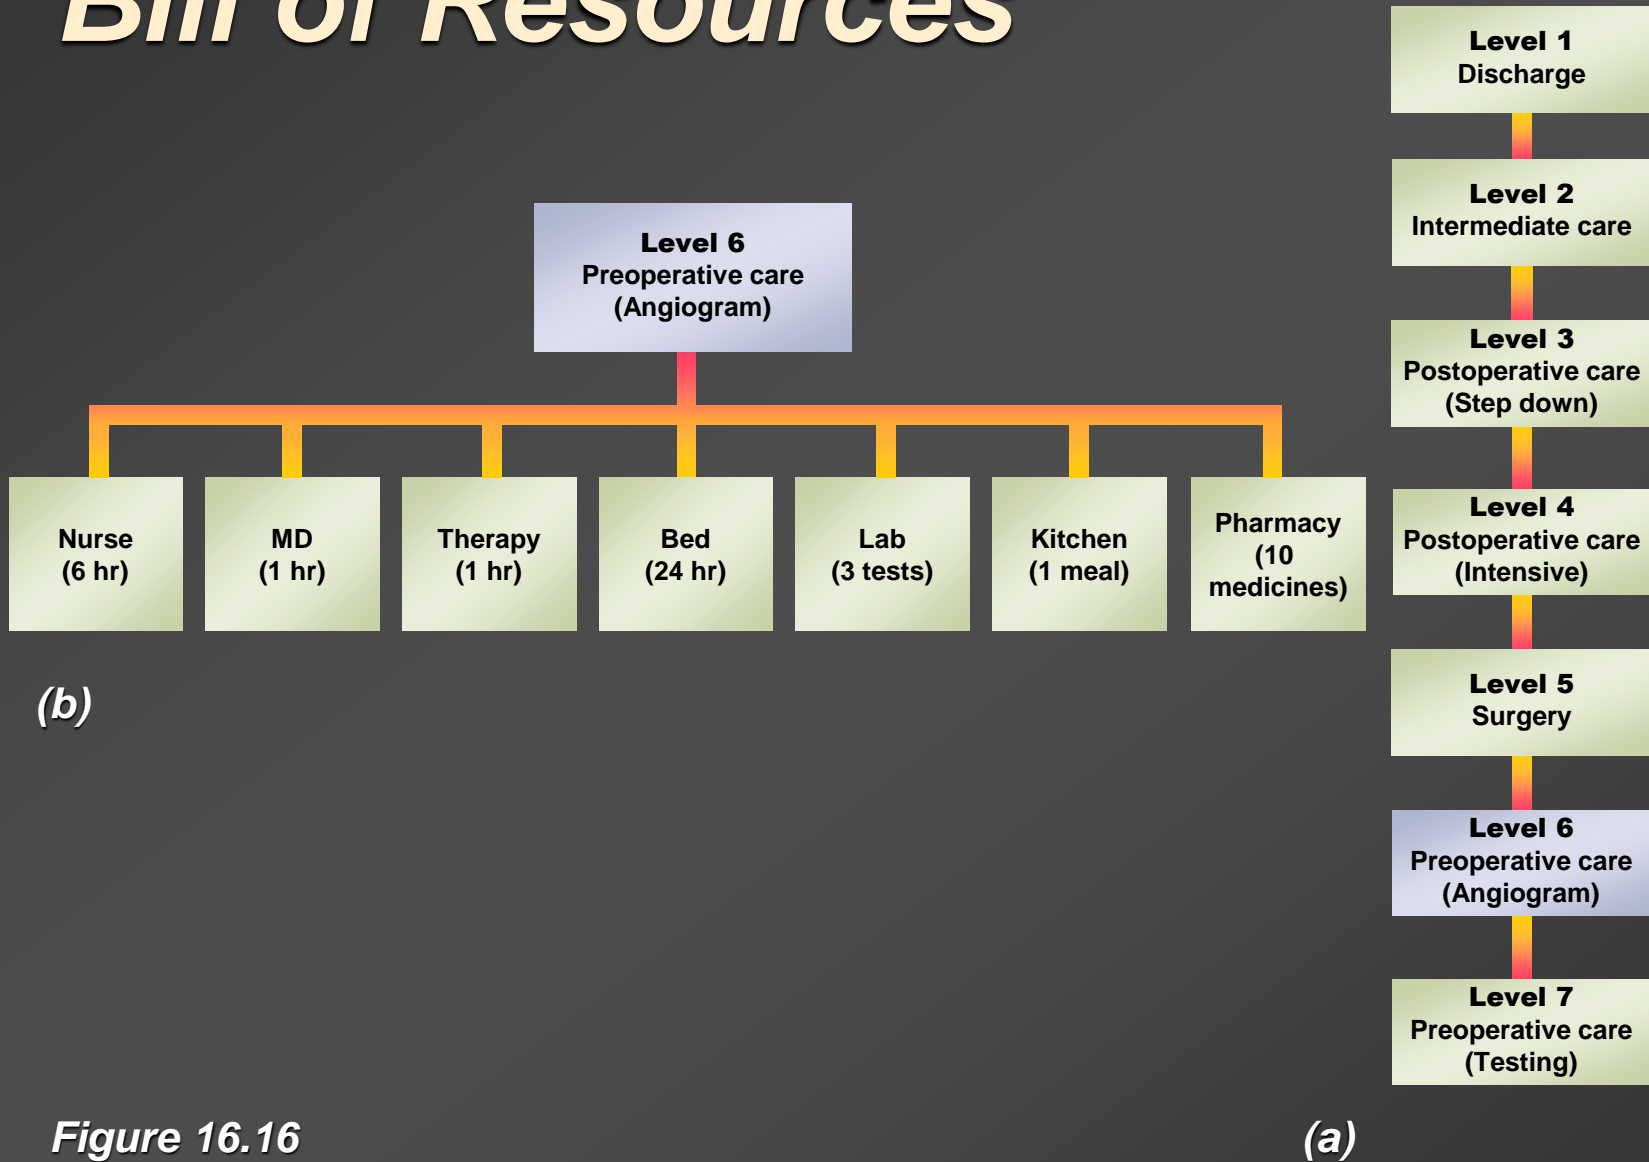 Bill of Resources
Level 1
Discharge
Level 2
Intermediate care
Level 3
Postoperative care
(Step down)
Level 4
Postoperative care
(Intensive)
Level 5
Surgery
Level 6
Preoperative care
(Angiogram)
Level 7
Preoperative care
(Testing)
(a)
Level 6
Preoperative care
(Angiogram)
Nurse
(6 hr)
MD
(1 hr)
Therapy
(1 hr)
Bed
(24 hr)
Lab
(3 tests)
Kitchen
(1 meal)
Pharmacy
(10
medicines)
(b)
Figure 16.16